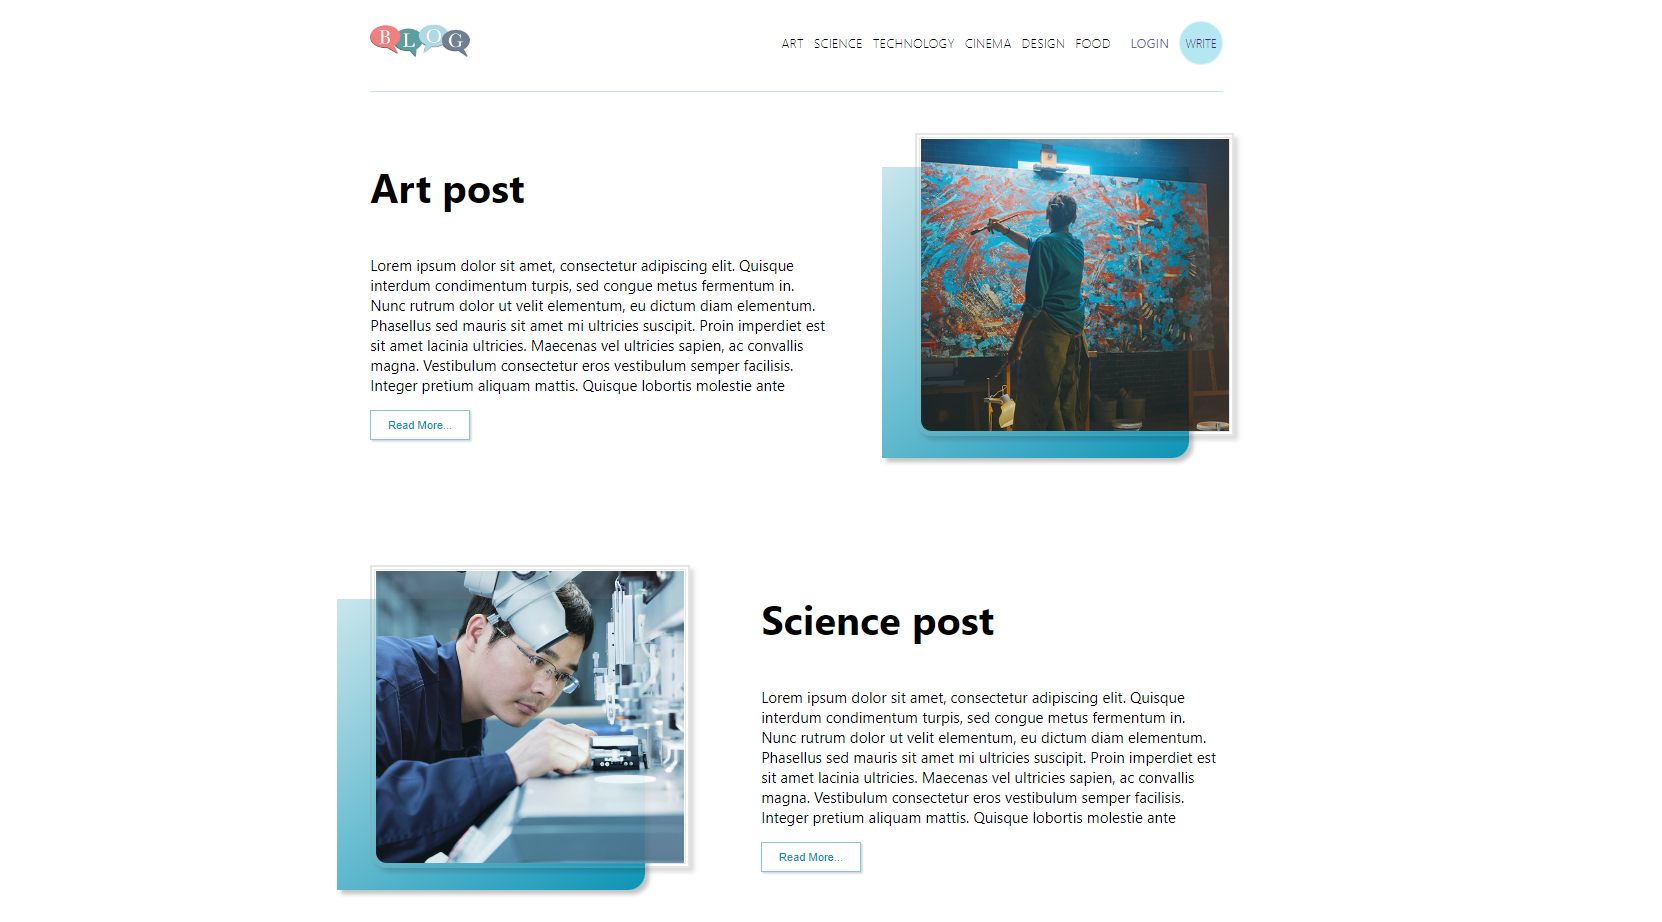 BLOG
ART SCIENCE TECHNOLOGY CINEMA DESIGN FOOD LOGIN WRITE
Art post
Lorem ipsum dolor sit amet, consectetur adipiscing elit. Quisque
interdum condimentum turpis, sed congue metus fermentum in.
Nunc rutrum dolor ut velit elementum, eu dictum diam elementum.
Phasellus sed mauris sit amet mi ultricies suscipit. Proin imperdiet est
sit amet lacinia ultricies. Maecenas vel ultricies sapien, ac convallis
magna. Vestibulum consectetur eros vestibulum semper facilisis.
Integer pretium aliquam mattis. Quisque lobortis molestie ante
Read More...
Science post
Lorem ipsum dolor sit amet, consectetur adipiscing elit. Quisque
interdum condimentum turpis, sed congue metus fermentum in.
Nunc rutrum dolor ut velit elementum, eu dictum diam elementum.
Phasellus sed mauris sit amet mi ultricies suscipit. Proin imperdiet est
sit amet lacinia ultricies. Maecenas vel ultricies sapien, ac convallis
magna. Vestibulum consectetur eros vestibulum semper facilisis.
Integer pretium aliquam mattis. Quisque lobortis molestie ante
Read More...